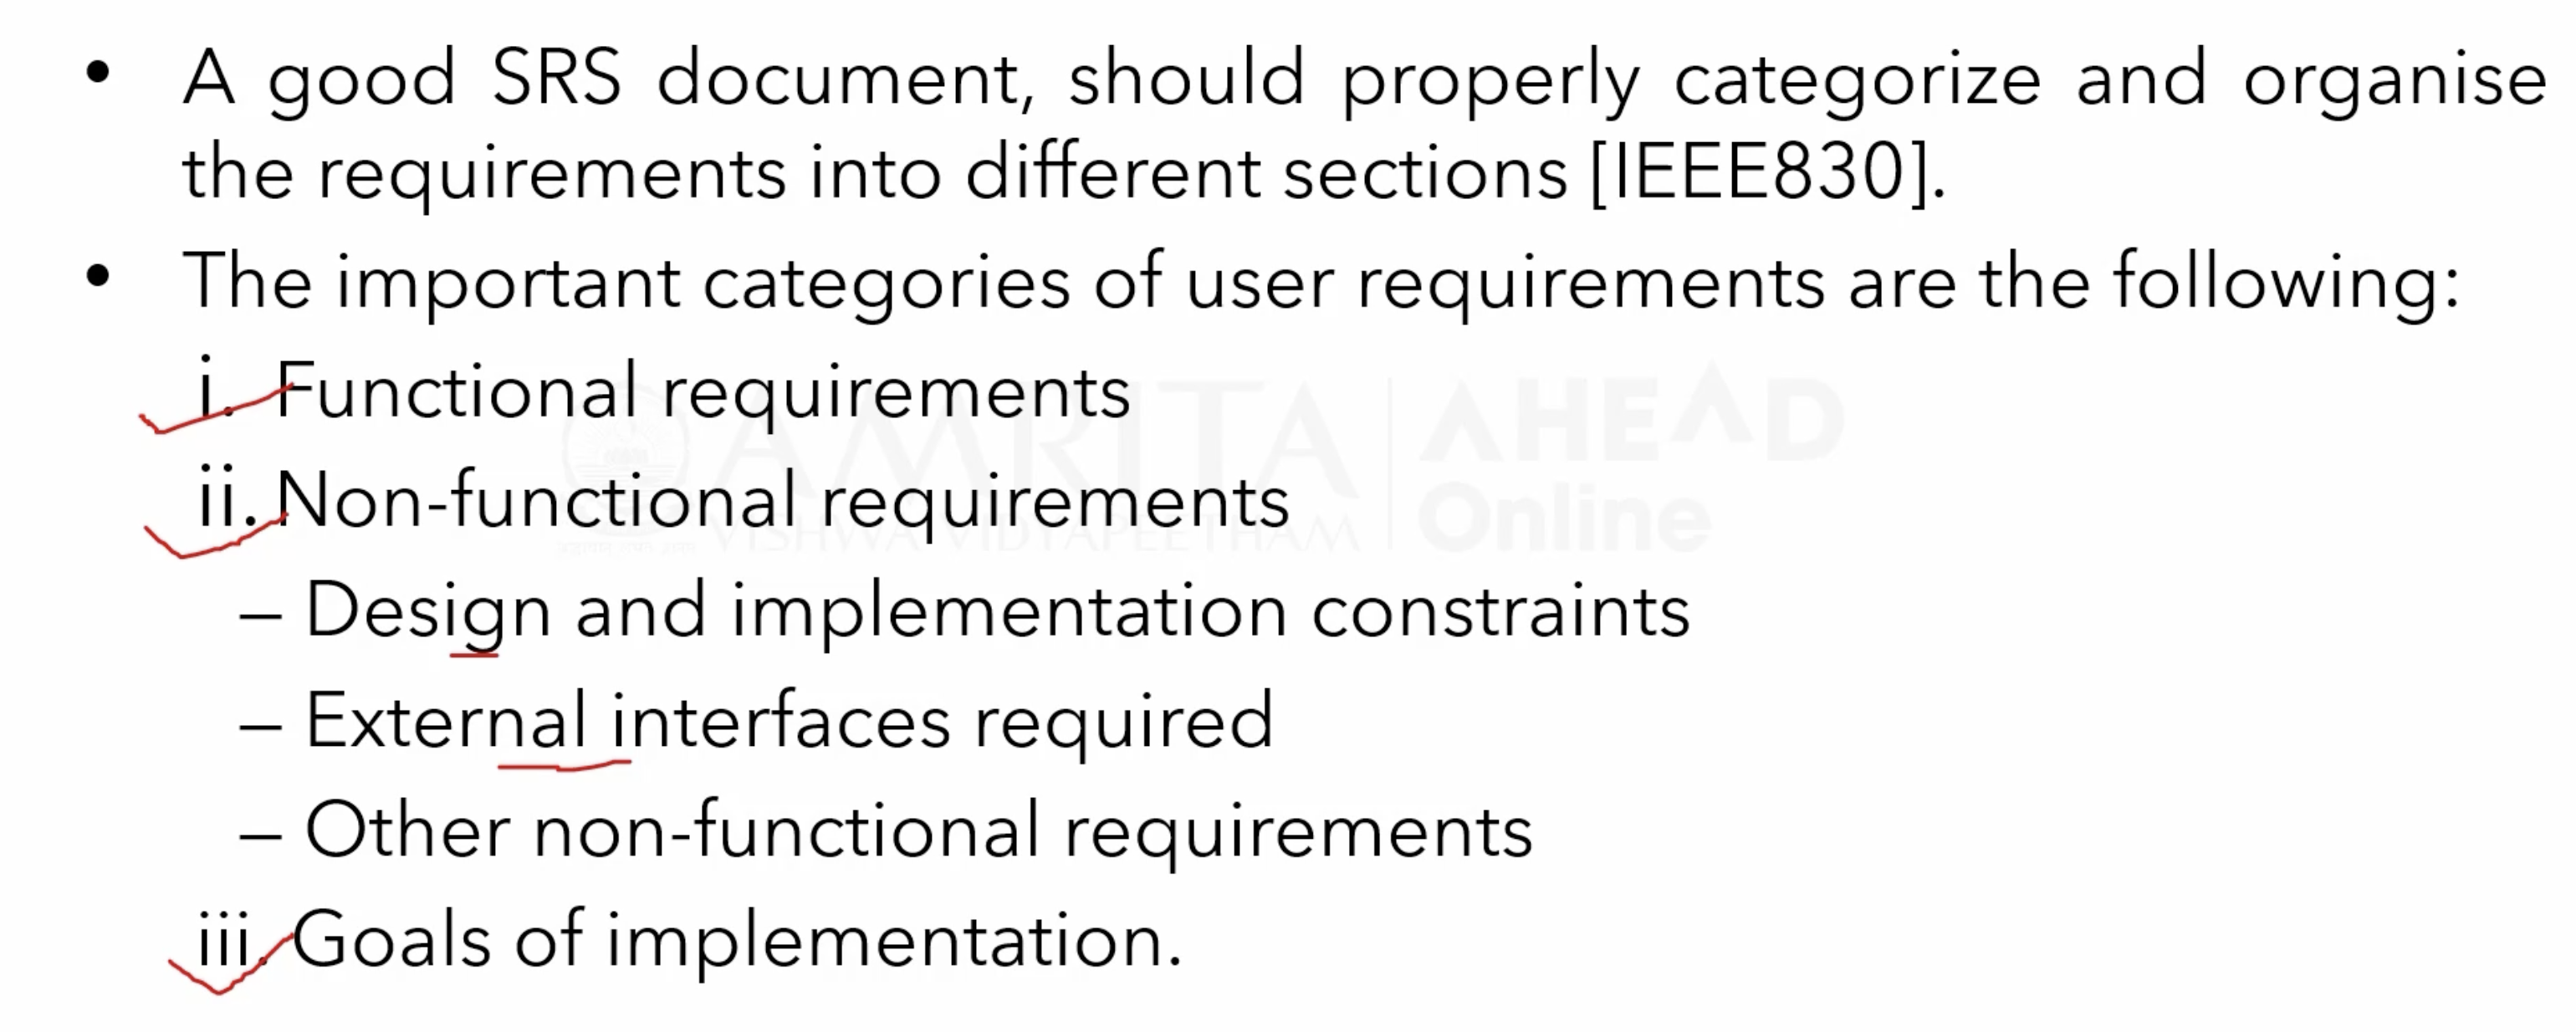 • A good SRS document, should properly categorize and organise
the requirements into different sections [IEEE830].
• The important categories of user requirements are the following:
i. Functional requirements
ii. Non-functional requirements
– Design and implementation constraints
– External interfaces required
– Other non-functional requirements
iii. Goals of implementation.
AMRITA
VISHWA VIDYAPEETHAM
AHEAD
Online